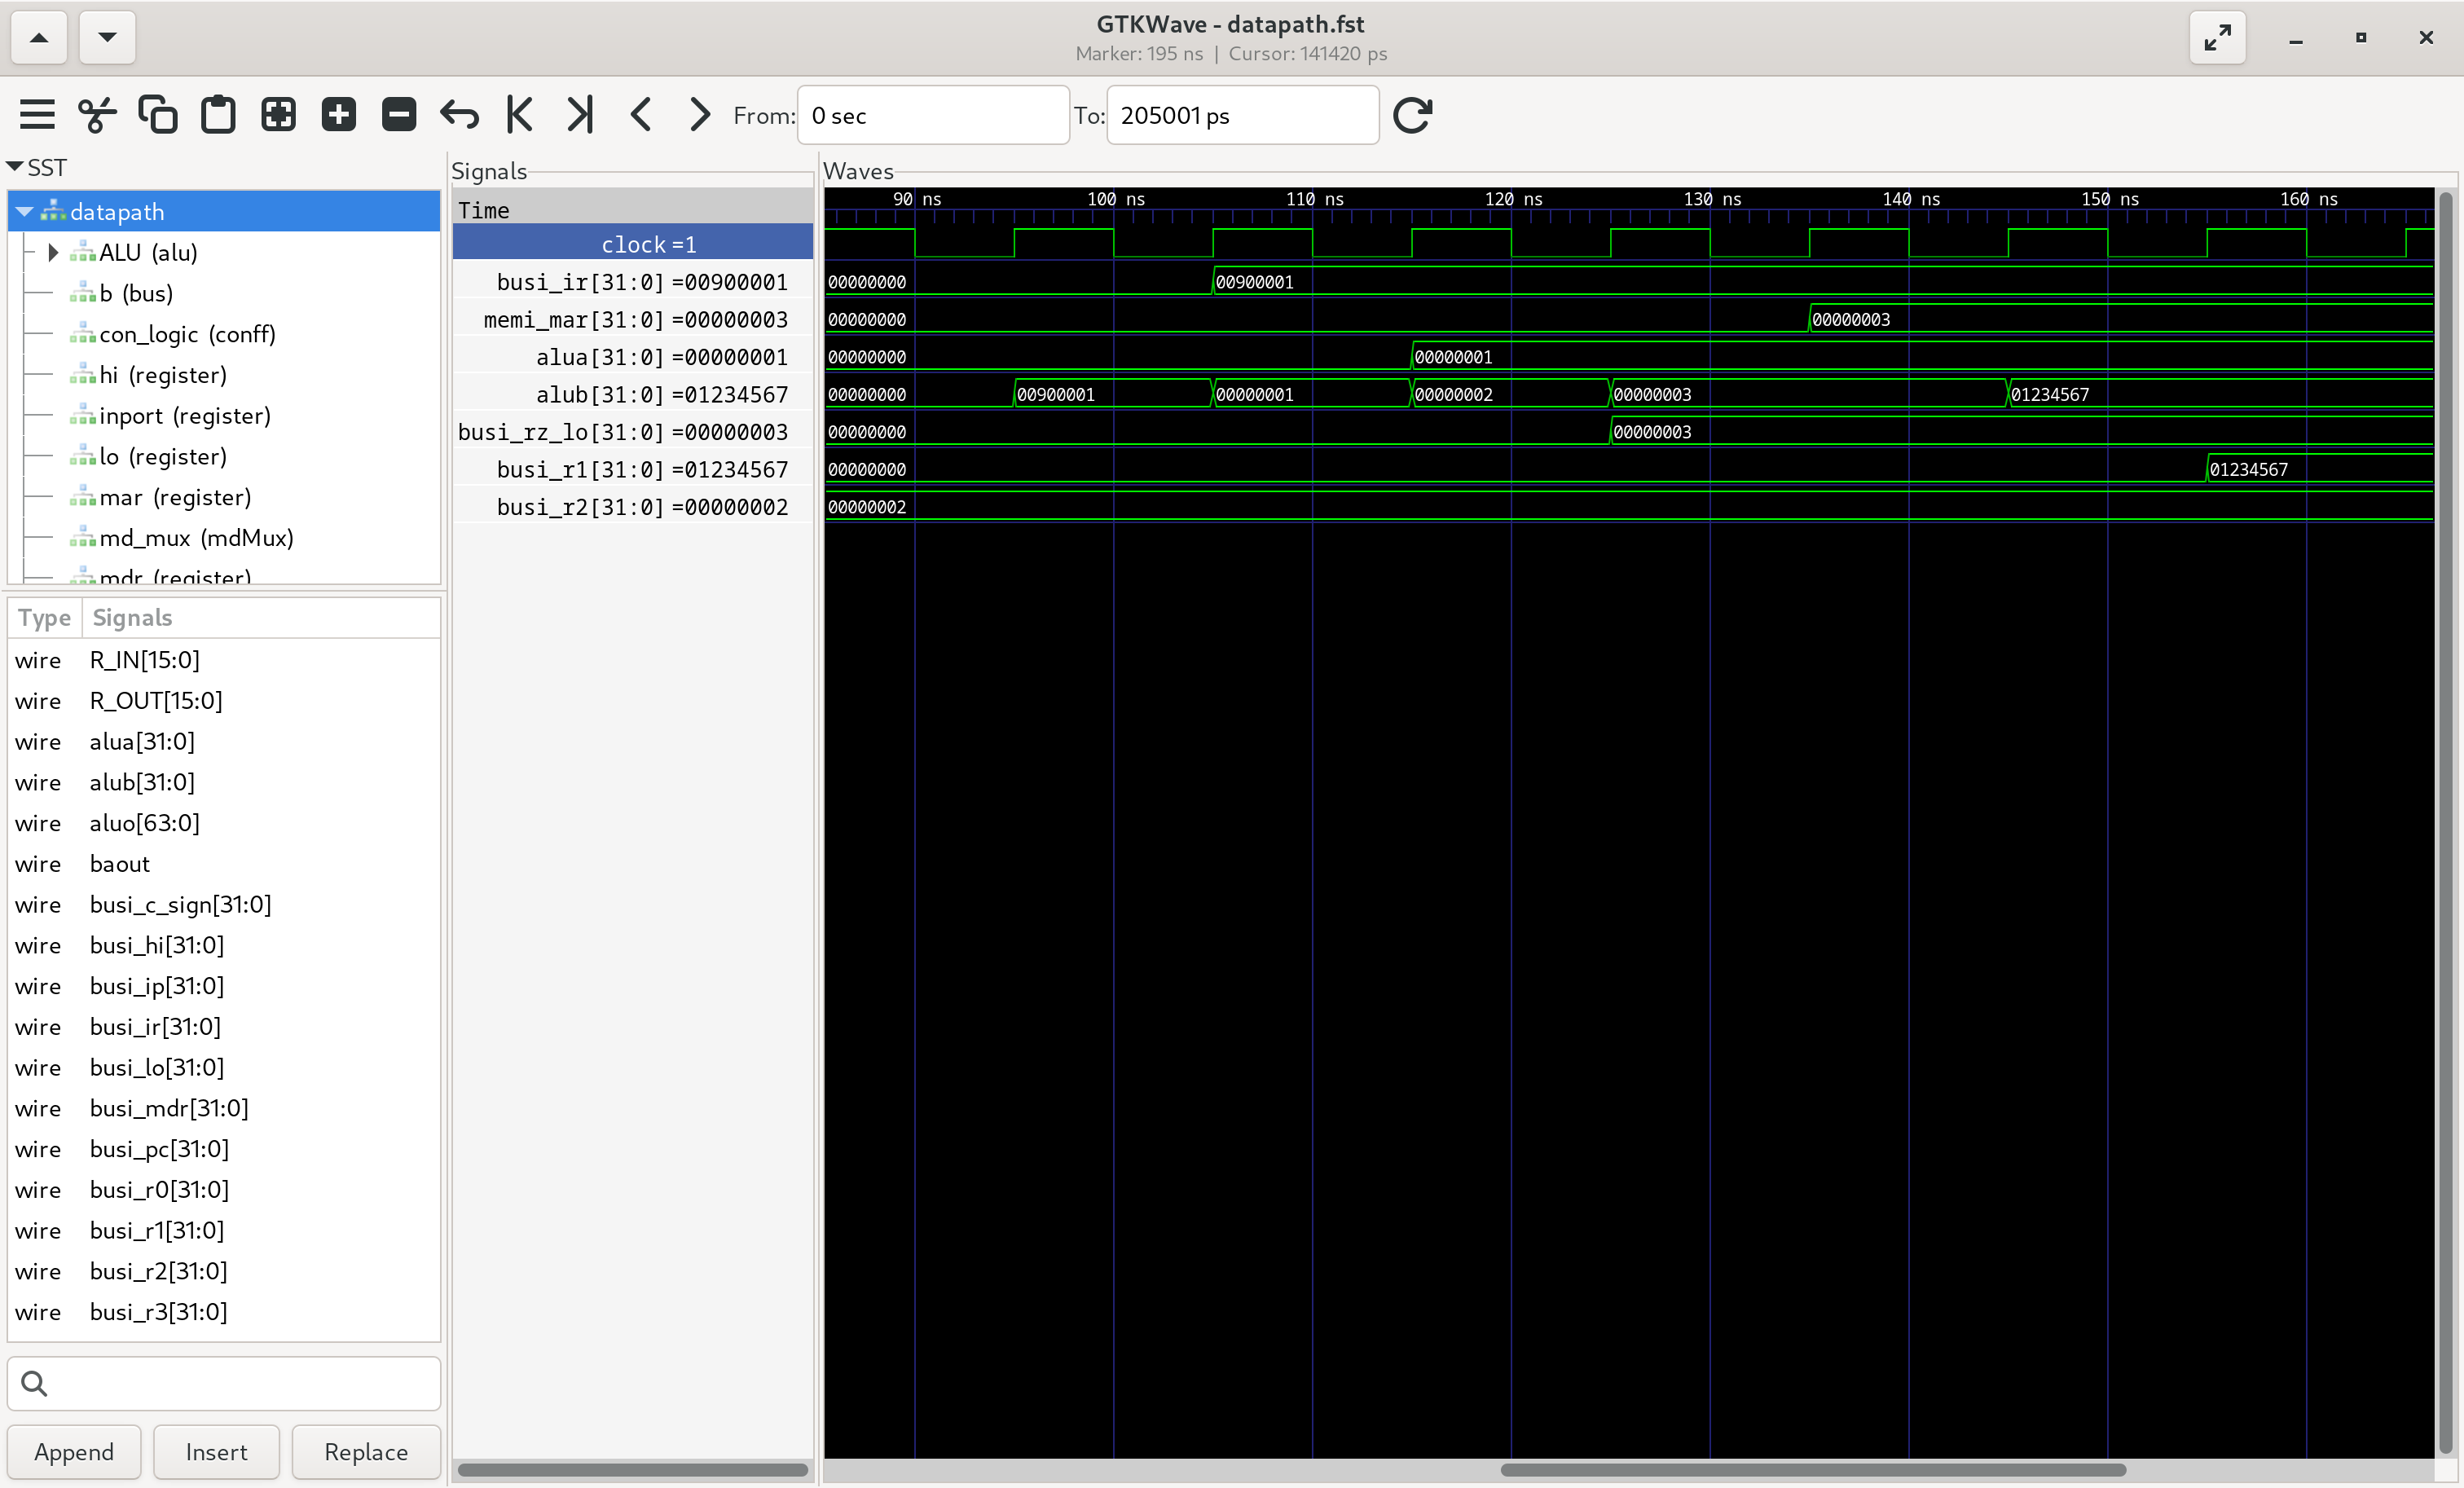 GTKWave - datapath.fst
Marker: 195 ns | Cursor: 141420 ps
From: 0 sec To: 205001 ps
SST
datapath
ALU (alu)
b (bus)
con_logic (conff)
hi (register)
inport (register)
lo (register)
mar (register)
md_mux (mdMux)
mdr (register)
Type Signals
wire R_IN[15:0]
wire R_OUT[15:0]
wire alua[31:0]
wire alub[31:0]
wire aluo[63:0]
wire baout
wire busi_c_sign[31:0]
wire busi_hi[31:0]
wire busi_ip[31:0]
wire busi_ir[31:0]
wire busi_lo[31:0]
wire busi_mdr[31:0]
wire busi_pc[31:0]
wire busi_r0[31:0]
wire busi_r1[31:0]
wire busi_r2[31:0]
wire busi_r3[31:0]
Append Insert Replace
Signals
Time
clock =1
busi_ir[31:0] =00900001
memi_mar[31:0] =00000003
alua[31:0] =00000001
alub[31:0] =01234567
busi_rz_lo[31:0] =00000003
busi_r1[31:0] =01234567
busi_r2[31:0] =00000002
Waves
90 ns 100 ns 110 ns 120 ns 130 ns 140 ns 150 ns 160 ns
00000000 00900001
00000000 00000003
00000000 00000001
00000000 00900001 00000001 00000002 00000003 01234567
00000000 00000003
00000000 01234567
00000002